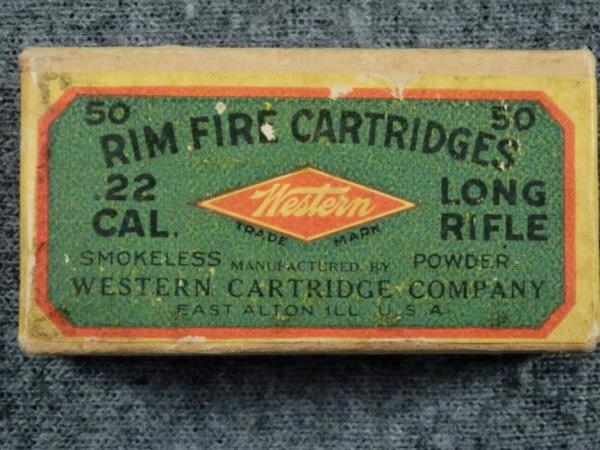 50 50
RIM FIRE CARTRIDGES
.22 Western LONG
CAL. TRADE MARK RIFLE
SMOKELESS MANUFACTURED BY POWDER
WESTERN CARTRIDGE COMPANY
EAST ALTON ILL. U.S.A.